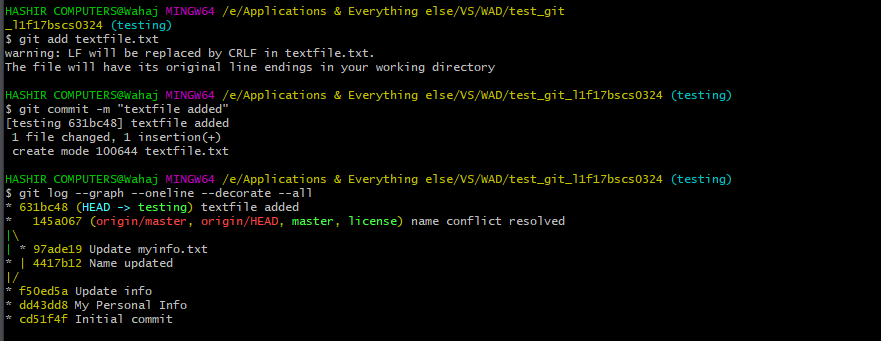 HASHIR COMPUTERS@Wahaj MINGW64 /e/Applications & Everything else/VS/WAD/test_git
_l1f17bscs0324 (testing)
$ git add textfile.txt
warning: LF will be replaced by CRLF in textfile.txt.
The file will have its original line endings in your working directory
HASHIR COMPUTERS@Wahaj MINGW64 /e/Applications & Everything else/VS/WAD/test_git_l1f17bscs0324 (testing)
$ git commit -m "textfile added"
[testing 631bc48] textfile added
 1 file changed, 1 insertion(+)
 create mode 100644 textfile.txt
HASHIR COMPUTERS@Wahaj MINGW64 /e/Applications & Everything else/VS/WAD/test_git_l1f17bscs0324 (testing)
$ git log --graph --oneline --decorate --all
* 631bc48 (HEAD -> testing) textfile added
*   145a067 (origin/master, origin/HEAD, master, license) name conflict resolved
|\
| * 97ade19 Update myinfo.txt
* | 4417b12 Name updated
|/
* f50ed5a Update info
* dd43dd8 My Personal Info
* cd51f4f Initial commit